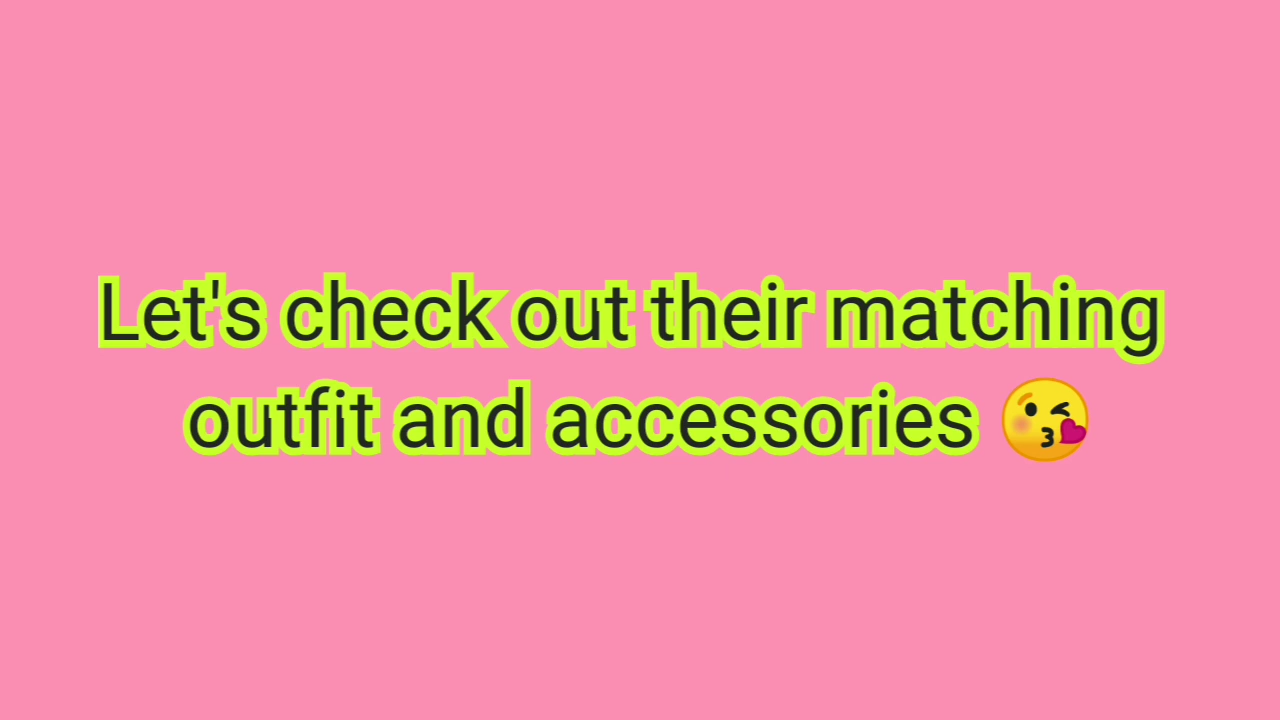 Let's check out their matching
outfit and accessories 😘